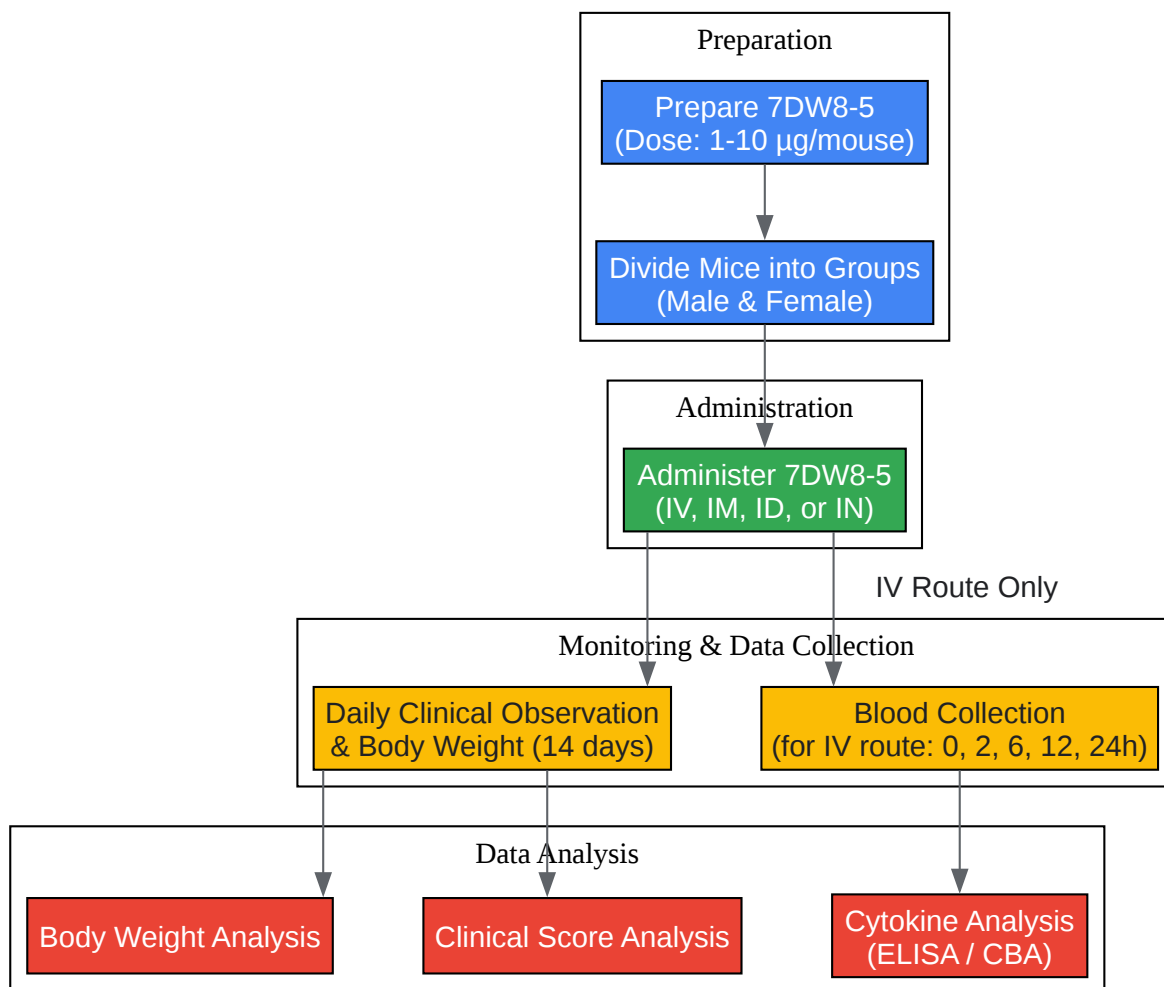 Preparation
Prepare 7DW8-5
(Dose: 1-10 µg/mouse)
Divide Mice into Groups
(Male & Female)
Administration
Administer 7DW8-5
(IV, IM, ID, or IN)
IV Route Only
Monitoring & Data Collection
Daily Clinical Observation
& Body Weight (14 days)
Blood Collection
(for IV route: 0, 2, 6, 12, 24h)
Data Analysis
Body Weight Analysis
Clinical Score Analysis
Cytokine Analysis
(ELISA / CBA)